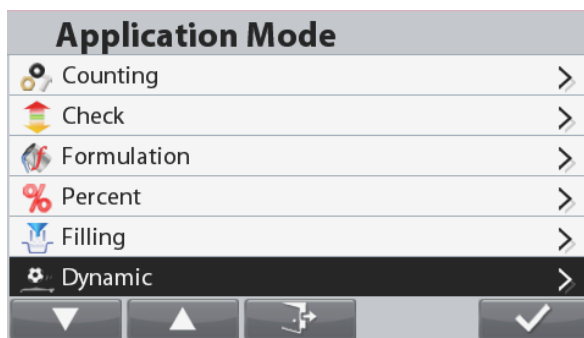 Application Mode
Counting
Check
Formulation
Percent
Filling
Dynamic